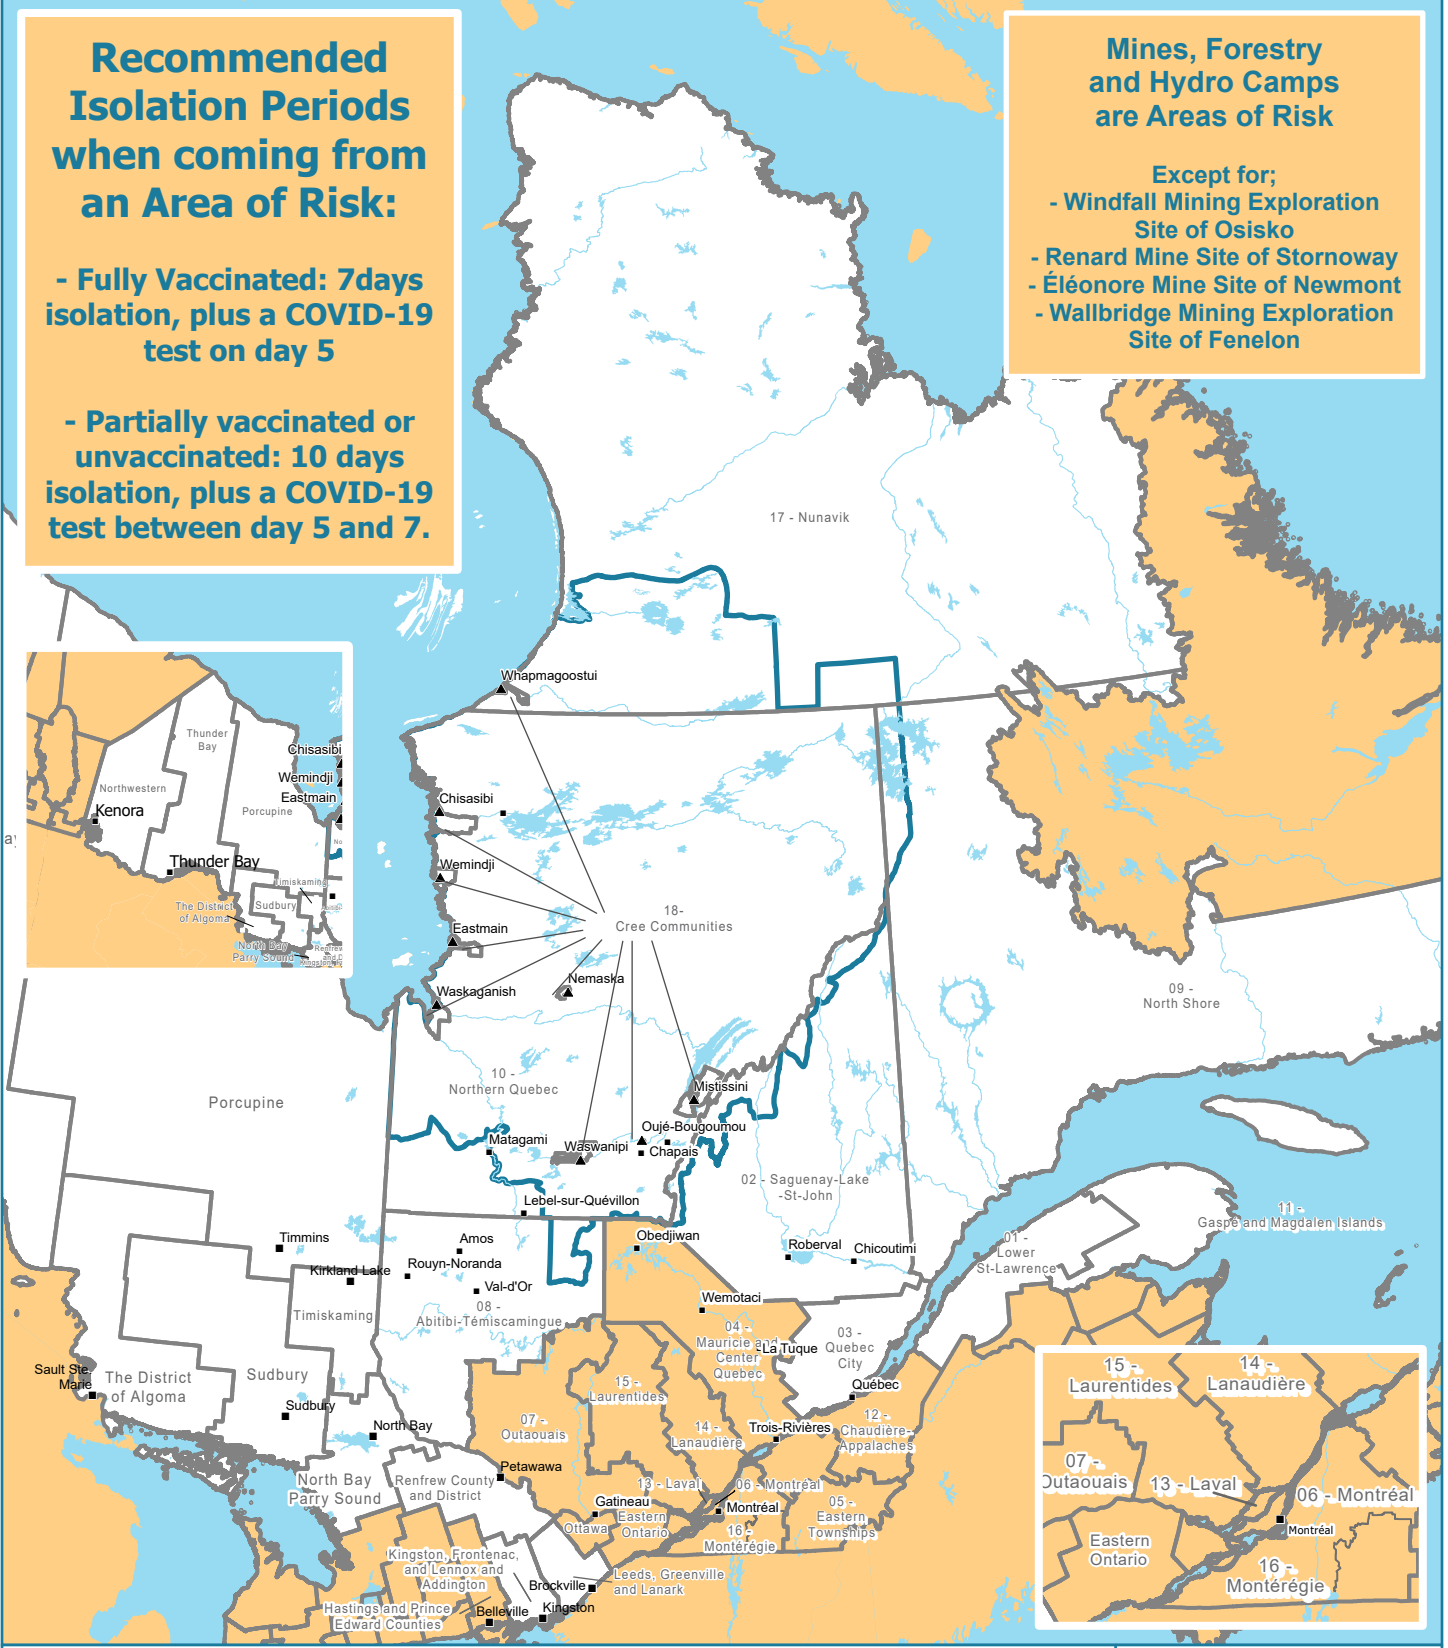 Recommended
Isolation Periods
when coming from
an Area of Risk:
- Fully Vaccinated: 7days
isolation, plus a COVID-19
test on day 5
- Partially vaccinated or
unvaccinated: 10 days
isolation, plus a COVID-19
test between day 5 and 7.
Mines, Forestry
and Hydro Camps
are Areas of Risk
Except for;
- Windfall Mining Exploration
Site of Osisko
- Renard Mine Site of Stornoway
- Éléonore Mine Site of Newmont
- Wallbridge Mining Exploration
Site of Fenelon
17 - Nunavik
Whapmagoostui
Chisasibi
Wemindji
Eastmain
Waskaganish
Nemaska
18-
Cree Communities
09 -
North Shore
10 -
Northern Quebec
Mistissini
Oujé-Bougoumou
Chapais
Waswanipi
Matagami
Lebel-sur-Quévillon
02 - Saguenay-Lake
-St-John
Obedjiwan
Roberval
Chicoutimi
11 -
Gaspé and Magdalen Islands
01 -
Lower
St-Lawrence
Thunder
Bay
Northwestern
Kenora
Porcupine
Chisasibi
Wemindji
Eastmain
Thunder Bay
Timiskaming
The District
of Algoma
Sudbury
North Bay
Parry Sound
Porcupine
Timmins
Kirkland Lake
Timiskaming
Amos
Rouyn-Noranda
Val-d'Or
08 -
Abitibi-Témiscamingue
Wemotaci
04 -
Mauricie and
Center
Quebec
La Tuque
03 -
Quebec
City
Québec
Sault Ste.
Marie
The District
of Algoma
Sudbury
Sudbury
North Bay
North Bay
Parry Sound
Renfrew County
and District
Petawawa
07 -
Outaouais
15 -
Laurentides
14 -
Lanaudière
Trois-Rivières
12 -
Chaudière-
Appalaches
13 - Laval
06 - Montréal
Montréal
05 -
Eastern
Townships
16 -
Montérégie
Gatineau
Ottawa
Eastern
Ontario
Kingston, Frontenac,
and Lennox and
Addington
Leeds, Greenville
and Lanark
Brockville
Hastings and Prince
Edward Counties
Belleville
Kingston
15 -
Laurentides
14 -
Lanaudière
07 -
Outaouais
13 - Laval
06 - Montréal
Montréal
Eastern
Ontario
16 -
Montérégie